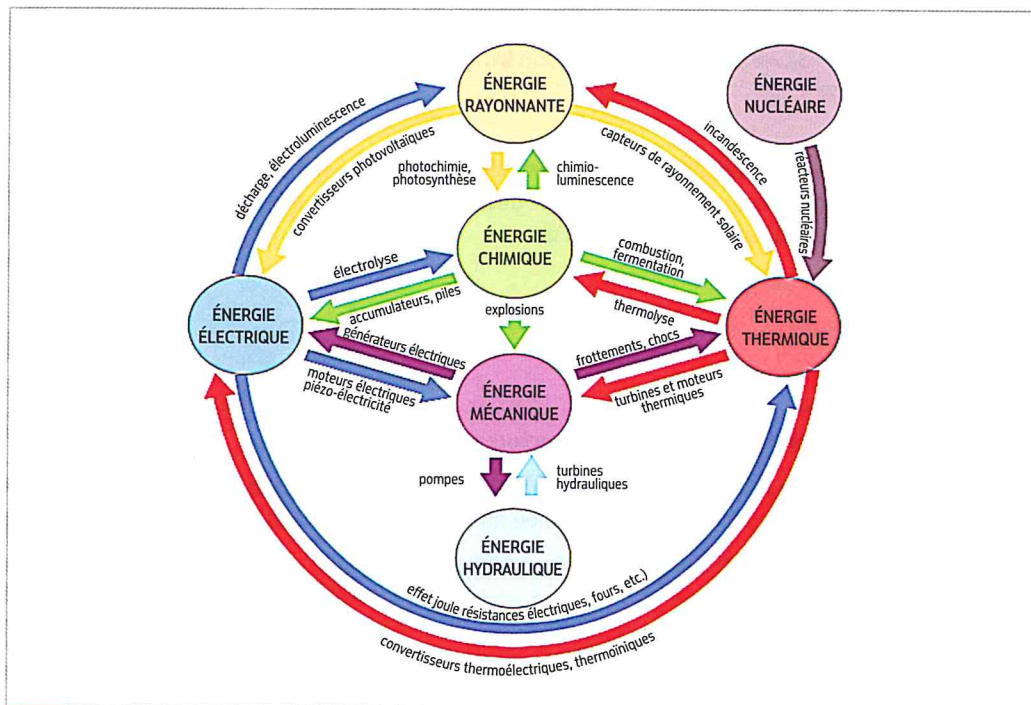 ÉNERGIE
RAYONNANTE
ÉNERGIE
NUCLÉAIRE
décharge, électroluminescence
convertisseurs photovoltaïques
photochimie,
photosynthèse
chimio-
luminescence
capteurs de rayonnement solaire
incandescence
réacteurs nucléaires
ÉNERGIE
CHIMIQUE
électrolyse
accumulateurs, piles
combustion,
fermentation
thermolyse
explosions
ÉNERGIE
ÉLECTRIQUE
ÉNERGIE
THERMIQUE
générateurs électriques
moteurs électriques
piézo-électricité
frottements, chocs
turbines et moteurs
thermiques
ÉNERGIE
MÉCANIQUE
pompes
turbines
hydrauliques
ÉNERGIE
HYDRAULIQUE
effet joule résistances électriques, fours, etc.)
convertisseurs thermoélectriques, thermoïniques